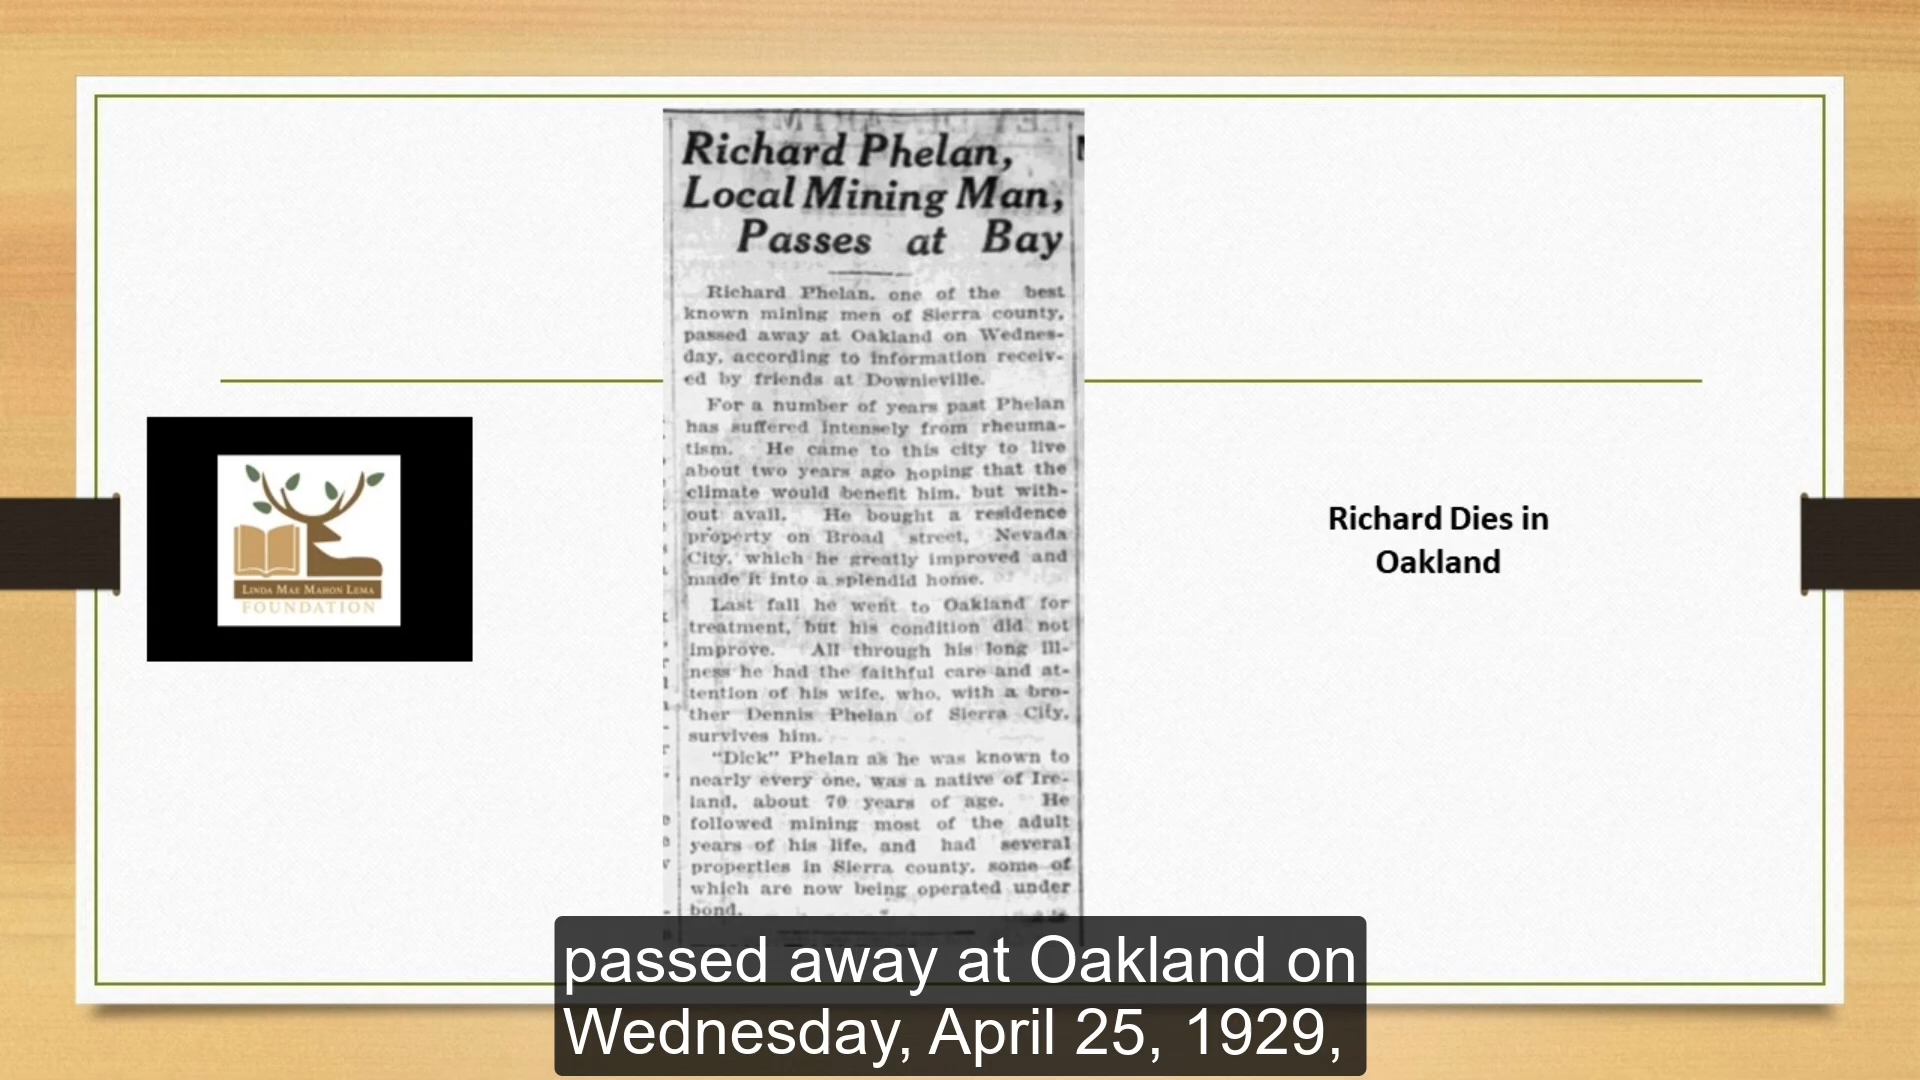 Richard Phelan,
Local Mining Man,
Passes at Bay
Richard Phelan, one of the best
known mining men of Sierra county,
passed away at Oakland on Wednes-
day, according to information receiv-
ed by friends at Downieville.
For a number of years past Phelan
has suffered intensely from rheuma-
tism. He came to this city to live
about two years ago hoping that the
climate would benefit him, but with-
out avail. He bought a residence
property on Broad street, Nevada
City, which he greatly improved and
made it into a splendid home.
Last fall he went to Oakland for
treatment, but his condition did not
improve. All through his long ill-
ness he had the faithful care and at-
tention of his wife, who, with a bro-
ther Dennis Phelan of Sierra City,
survives him.
"Dick" Phelan as he was known to
nearly every one, was a native of Ire-
land, about 70 years of age. He
followed mining most of the adult
years of his life, and had several
properties in Sierra county, some of
which are now being operated under
bond.
LINDA MAE MAHON LEMA
FOUNDATION
Richard Dies in
Oakland
passed away at Oakland on
Wednesday, April 25, 1929,